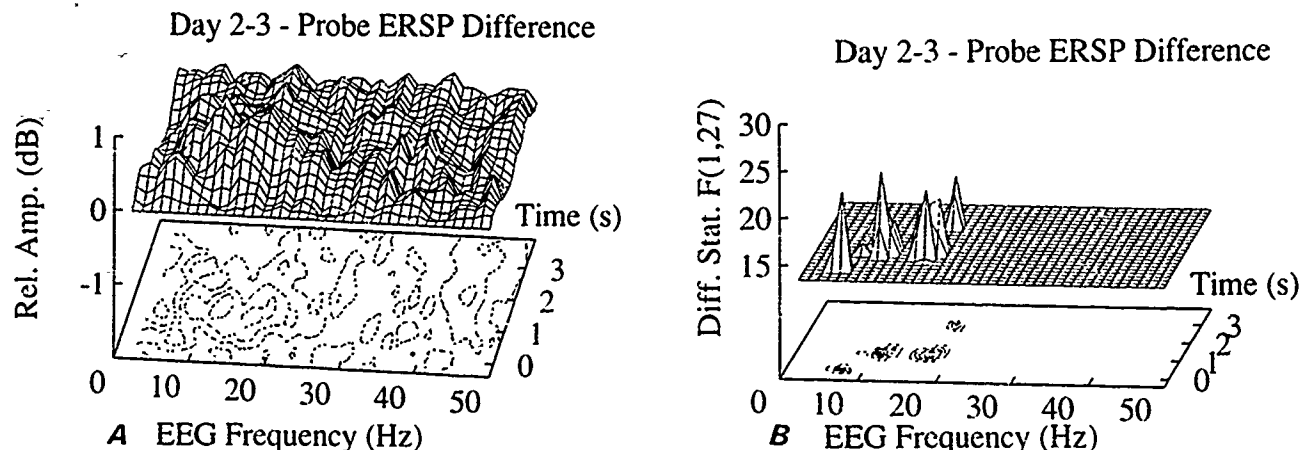 Day 2-3 - Probe ERSP Difference
Rel. Amp. (dB)
1
0
-1
Time (s)
3
2
1
0
0 10 20 30 40 50
A EEG Frequency (Hz)
Day 2-3 - Probe ERSP Difference
Diff. Stat. F(1,27)
30
25
20
15
Time (s)
3
2
1
0
0 10 20 30 40 50
B EEG Frequency (Hz)